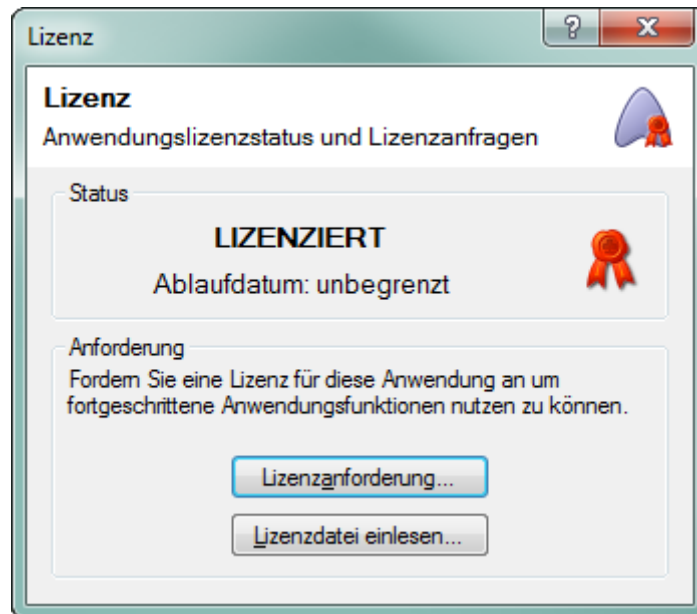 Lizenz
Lizenz
Anwendungslizenzstatus und Lizenzanfragen
Status
LIZENZIERT
Ablaufdatum: unbegrenzt
Anforderung
Fordern Sie eine Lizenz für diese Anwendung an um
fortgeschrittene Anwendungsfunktionen nutzen zu können.
Lizenzanforderung...
Lizenzdatei einlesen...